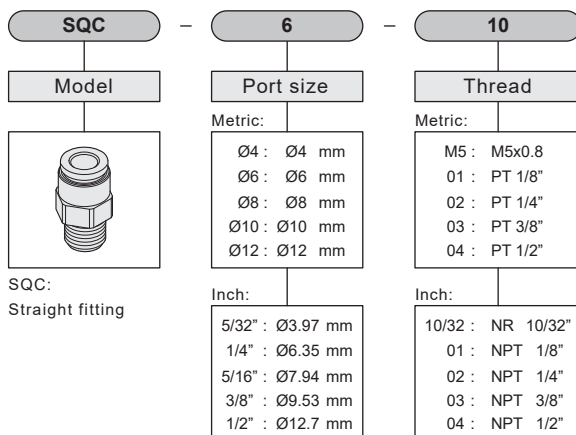 SQC – 6 – 10
Model
SQC:
Straight fitting
Port size
Metric:
Ø4 : Ø4 mm
Ø6 : Ø6 mm
Ø8 : Ø8 mm
Ø10 : Ø10 mm
Ø12 : Ø12 mm
Inch:
5/32” : Ø3.97 mm
1/4” : Ø6.35 mm
5/16” : Ø7.94 mm
3/8” : Ø9.53 mm
1/2” : Ø12.7 mm
Thread
Metric:
M5 : M5x0.8
01 : PT 1/8”
02 : PT 1/4”
03 : PT 3/8”
04 : PT 1/2”
Inch:
10/32 : NR 10/32”
01 : NPT 1/8”
02 : NPT 1/4”
03 : NPT 3/8”
04 : NPT 1/2”